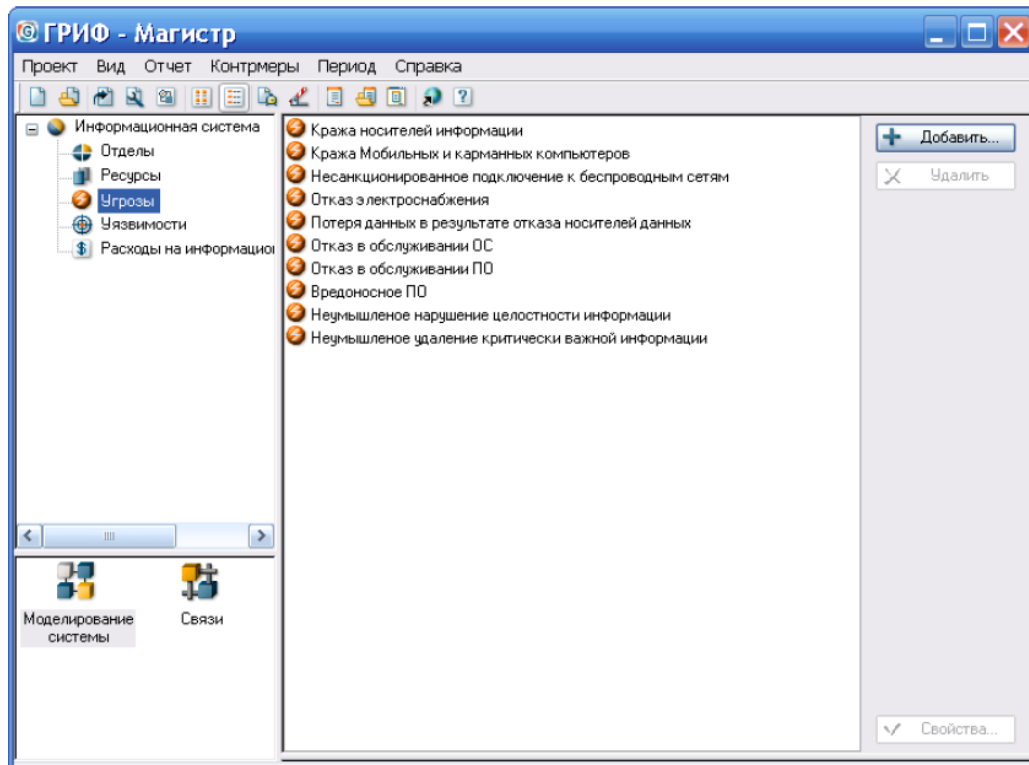 ГРИФ - Магистр
Проект Вид Отчет Контрмеры Период Справка
Информационная система
Отделы
Ресурсы
Угрозы
Уязвимости
Расходы на информацион
Кража носителей информации
Кража Мобильных и карманных компьютеров
Несанкционированное подключение к беспроводным сетям
Отказ электроснабжения
Потеря данных в результате отказа носителей данных
Отказ в обслуживании ОС
Отказ в обслуживании ПО
Вредоносное ПО
Неумышленое нарушение целостности информации
Неумышленое удаление критически важной информации
Добавить...
Удалить
Моделирование
системы
Связи
Свойства...